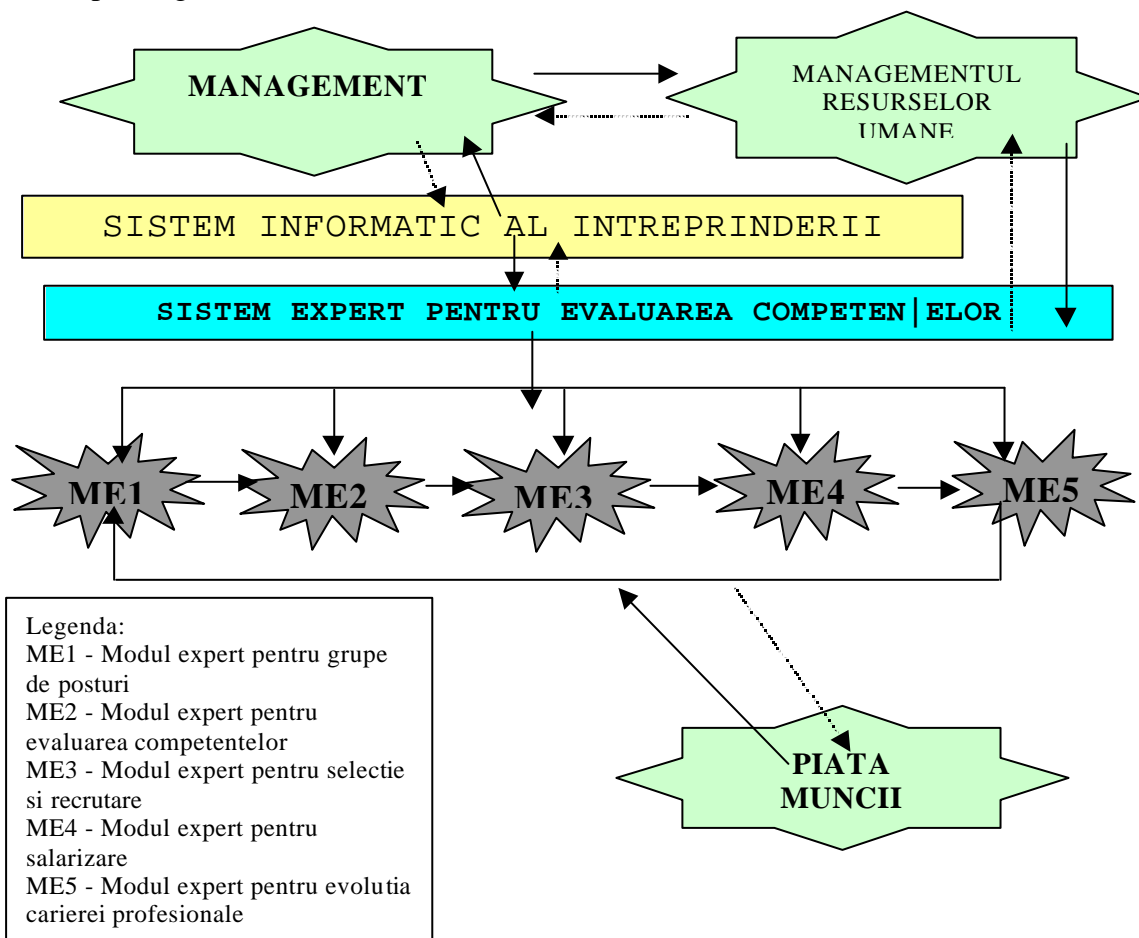 MANAGEMENT
MANAGEMENTUL
RESURSELOR
UMANE
SISTEM INFORMATIC AL INTREPRINDERII
SISTEM EXPERT PENTRU EVALUAREA COMPETEN|ELOR
ME1
ME2
ME3
ME4
ME5
Legenda:
ME1 - Modul expert pentru grupe
de posturi
ME2 - Modul expert pentru
evaluarea competentelor
ME3 - Modul expert pentru selectie
si recrutare
ME4 - Modul expert pentru
salarizare
ME5 - Modul expert pentru evolutia
carierei profesionale
PIATA
MUNCII